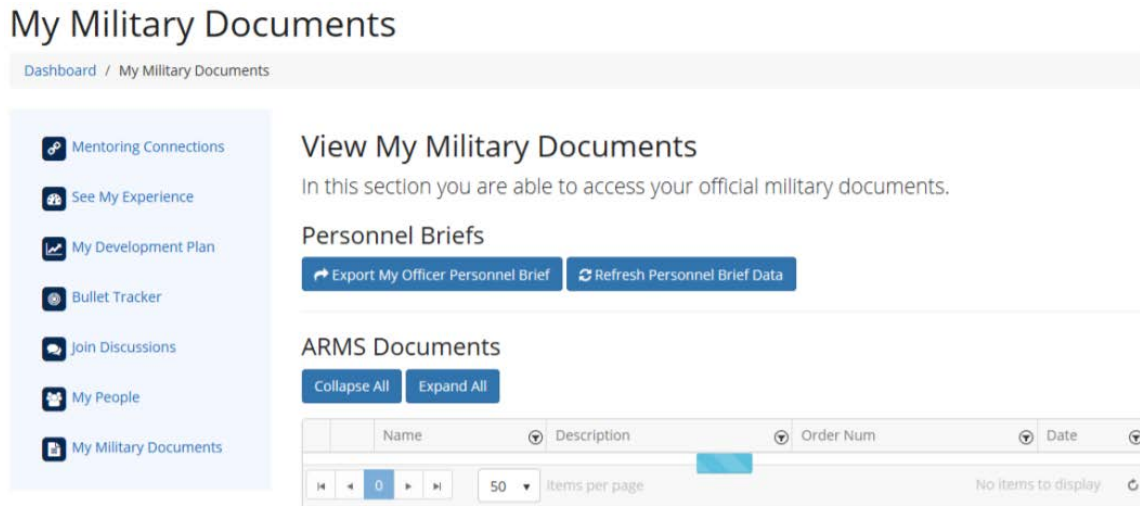 My Military Documents
Dashboard / My Military Documents
Mentoring Connections
See My Experience
My Development Plan
Bullet Tracker
Join Discussions
My People
My Military Documents
View My Military Documents
In this section you are able to access your official military documents.
Personnel Briefs
Export My Officer Personnel Brief Refresh Personnel Brief Data
ARMS Documents
Collapse All Expand All
Name Description Order Num Date
0 50 items per page No items to display